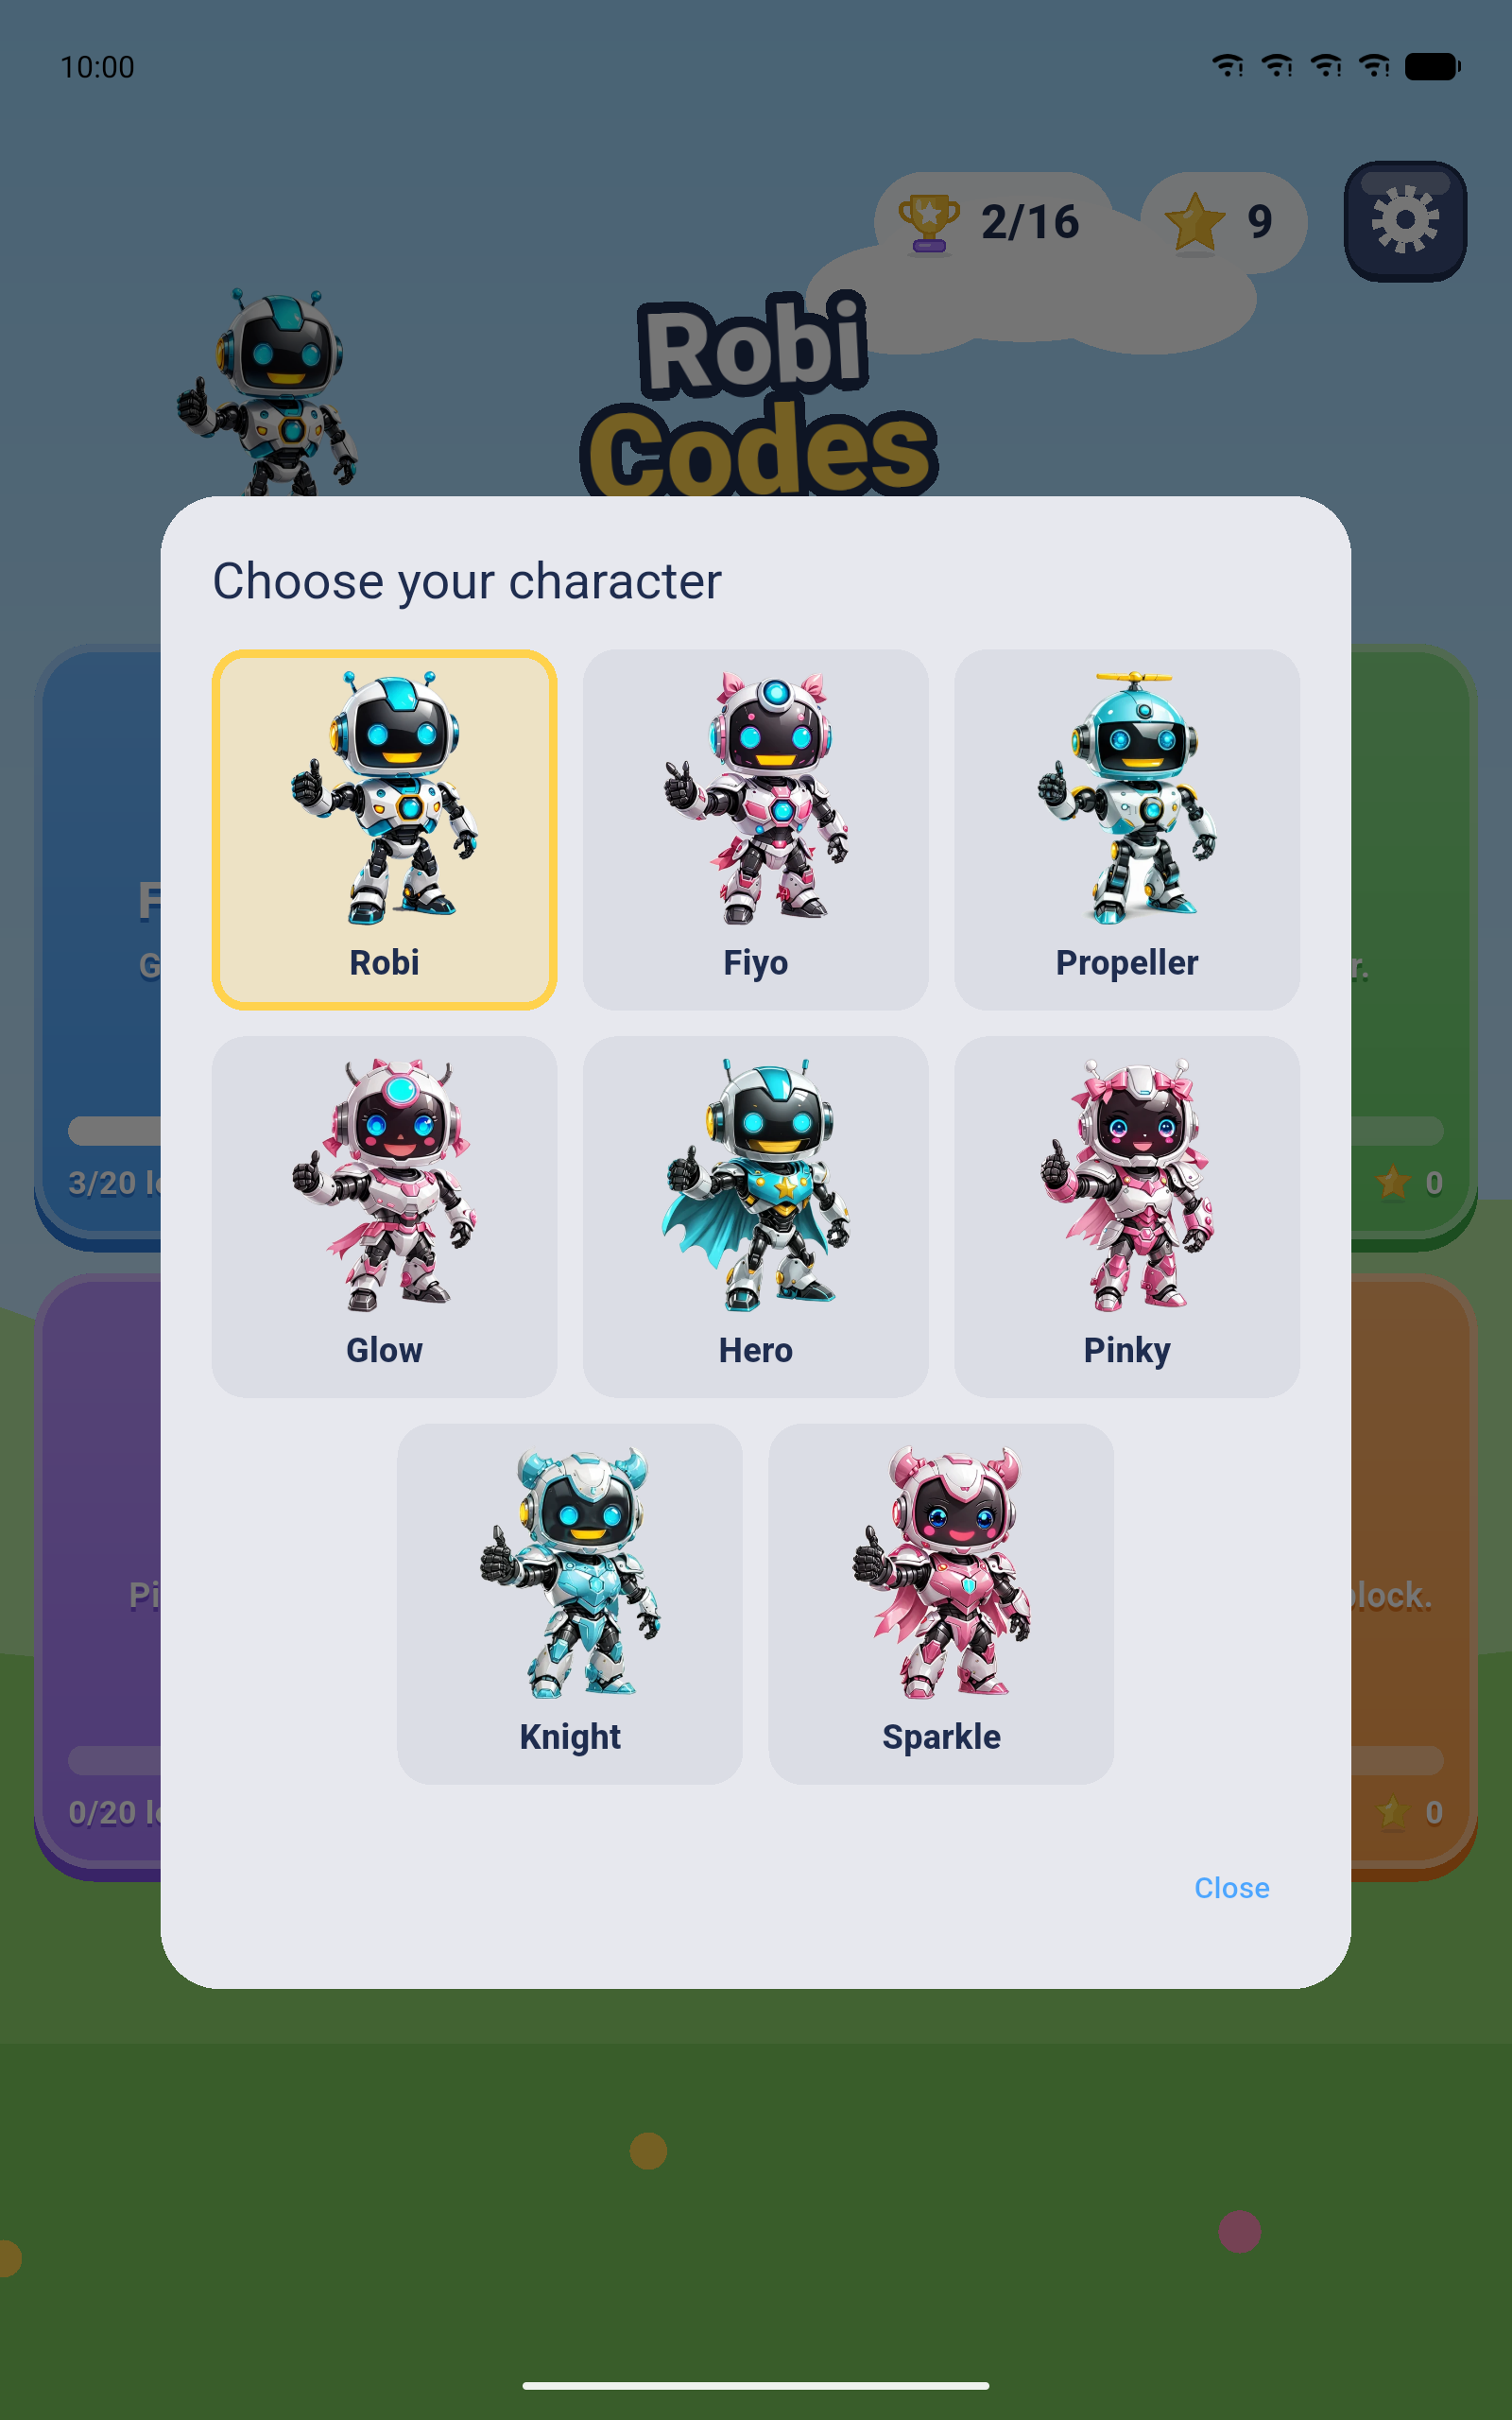 10:00
2/16
9
Robi
Codes
Choose your character
Robi
Fiyo
Propeller
Glow
Hero
Pinky
3/20
0
Knight
Sparkle
block.
0/20
0
Close